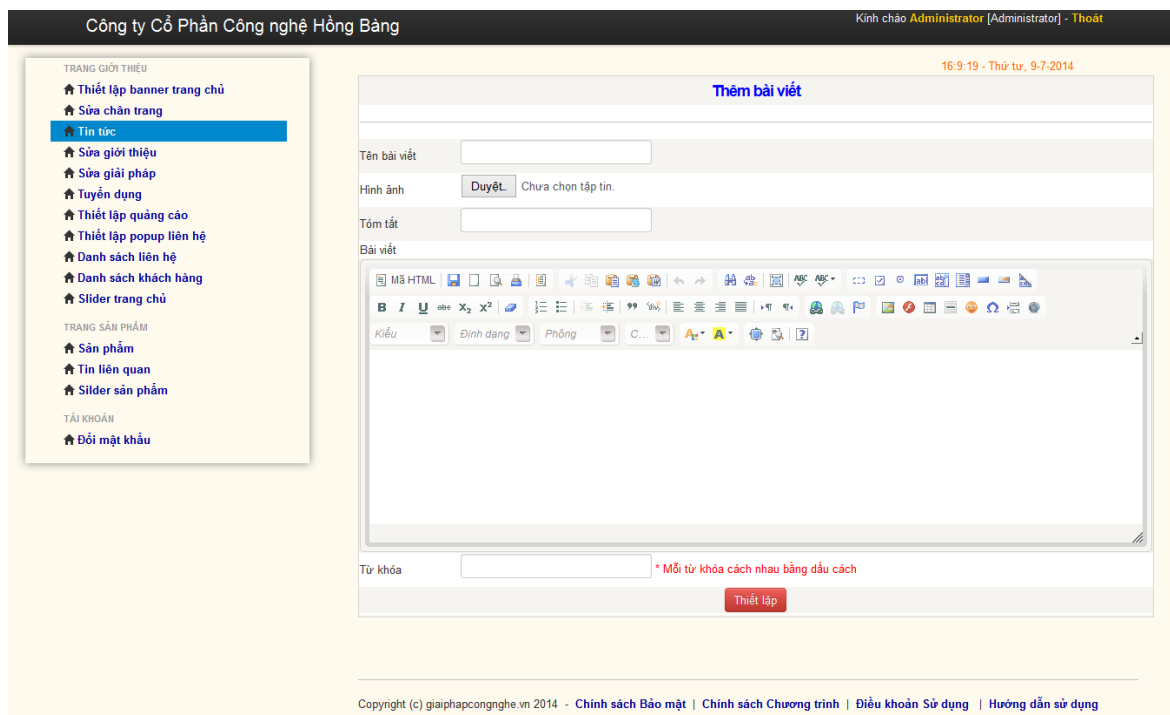 Công ty Cổ Phần Công nghệ Hồng Bàng
Kính chào Administrator [Administrator] - Thoát
TRANG GIỚI THIỆU
Thiết lập banner trang chủ
Sửa chân trang
Tin tức
Sửa giới thiệu
Sửa giải pháp
Tuyển dụng
Thiết lập quảng cáo
Thiết lập popup liên hệ
Danh sách liên hệ
Danh sách khách hàng
Slider trang chủ
TRANG SẢN PHẨM
Sản phẩm
Tin liên quan
Silder sản phẩm
TÀI KHOẢN
Đổi mật khẩu
16:9:19 - Thứ tư, 9-7-2014
Thêm bài viết
Tên bài viết
Hình ảnh Duyệt.. Chưa chọn tập tin.
Tóm tắt
Bài viết
Mã HTML
Kiểu Định dạng Phông C...
Từ khóa * Mỗi từ khóa cách nhau bằng dấu cách
Thiết lập
Copyright (c) giaiphapcongnghe.vn 2014 - Chính sách Bảo mật | Chính sách Chương trình | Điều khoản Sử dụng | Hướng dẫn sử dụng